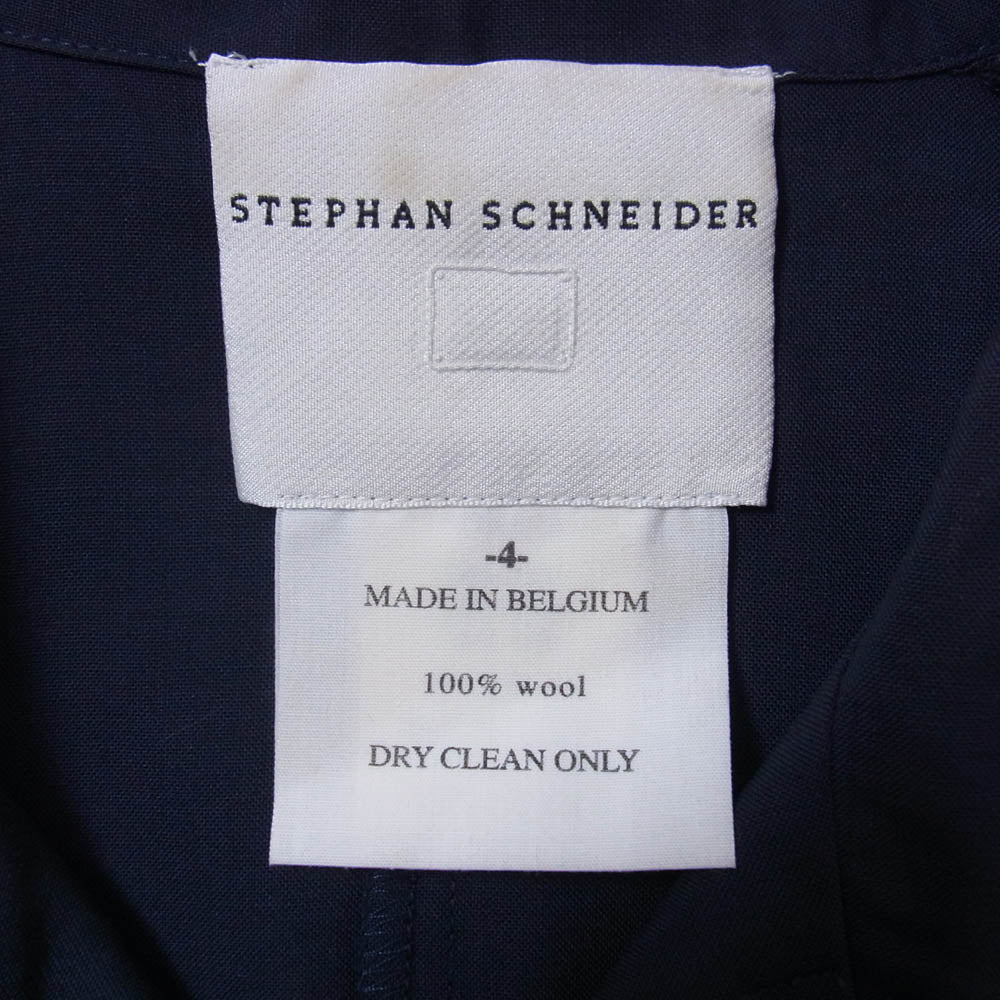 STEPHAN SCHNEIDER
-4-
MADE IN BELGIUM
100% wool
DRY CLEAN ONLY